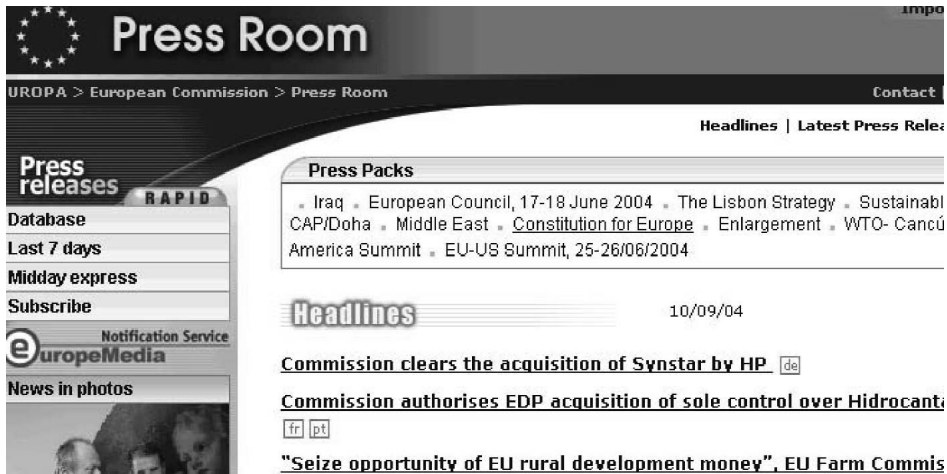 Press Room
UROPA > European Commission > Press Room
Contact |
Headlines | Latest Press Relea
Press
releases
RAPID
Database
Last 7 days
Midday express
Subscribe
Notification Service
europeMedia
News in photos
Press Packs
Iraq . European Council, 17-18 June 2004 . The Lisbon Strategy . Sustainabl
CAP/Doha . Middle East . Constitution for Europe . Enlargement . WTO- Cancú
America Summit . EU-US Summit, 25-26/06/2004
Headlines 10/09/04
Commission clears the acquisition of Synstar by HP de
Commission authorises EDP acquisition of sole control over Hidrocanta
fr pt
"Seize opportunity of EU rural development money", EU Farm Commis